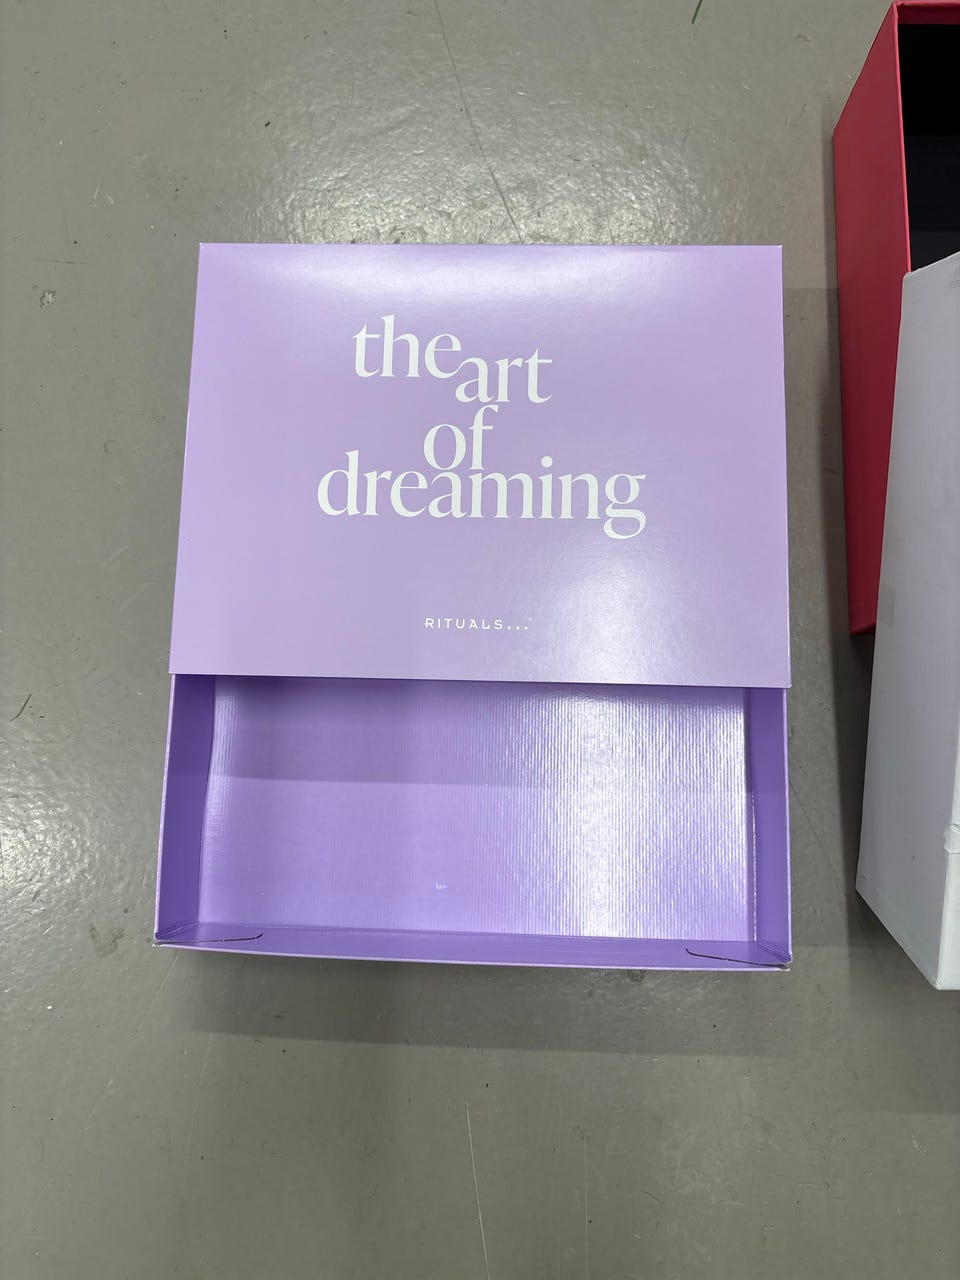 the art
of
dreaming
RITUALS...